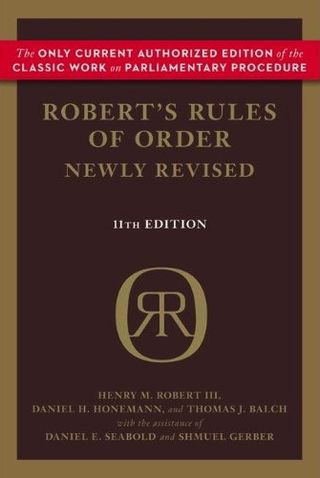 The ONLY CURRENT AUTHORIZED EDITION of the
CLASSIC WORK on PARLIAMENTARY PROCEDURE
ROBERT'S RULES
OF ORDER
NEWLY REVISED
11TH EDITION
RR
HENRY M. ROBERT III,
DANIEL H. HONEMANN, and THOMAS J. BALCH
with the assistance of
DANIEL E. SEABOLD and SHMUEL GERBER